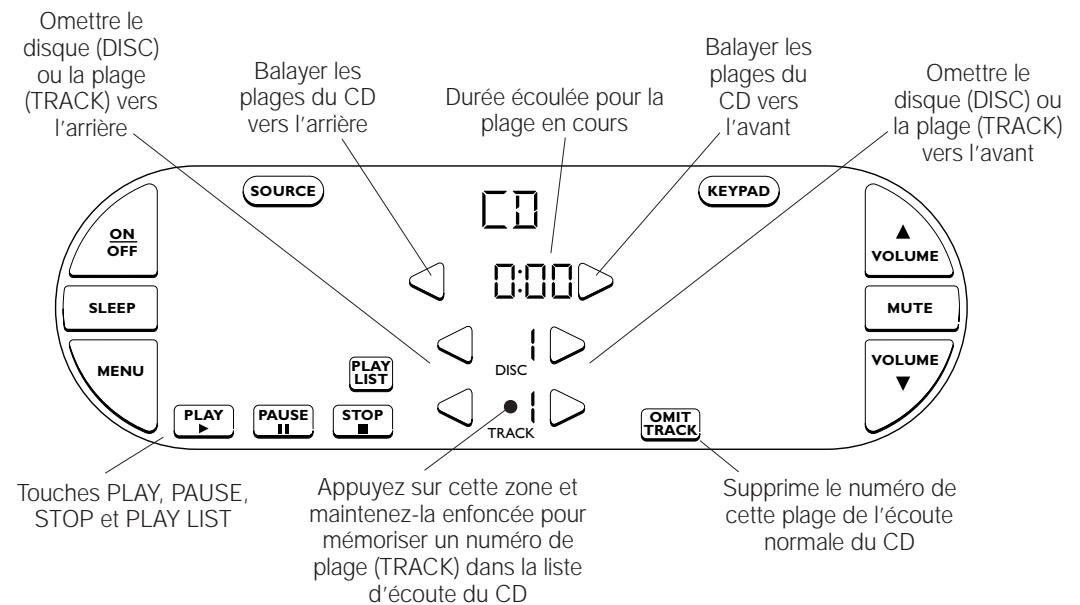 Omettre le
disque (DISC)
ou la plage
(TRACK) vers
l'arrière
Balayer les
plages du CD
vers l'arrière
Durée écoulée pour la
plage en cours
Balayer les
plages du
CD vers
l'avant
Omettre le
disque (DISC) ou
la plage (TRACK)
vers l'avant
SOURCE
CD
KEYPAD
ON
OFF
0:00
▲
VOLUME
SLEEP
MUTE
1
DISC
MENU
PLAY
LIST
VOLUME
▼
PLAY
PAUSE
STOP
1
TRACK
OMIT
TRACK
Touches PLAY, PAUSE,
STOP et PLAY LIST
Appuyez sur cette zone et
maintenez-la enfoncée pour
mémoriser un numéro de
plage (TRACK) dans la liste
d'écoute du CD
Supprime le numéro de
cette plage de l'écoute
normale du CD